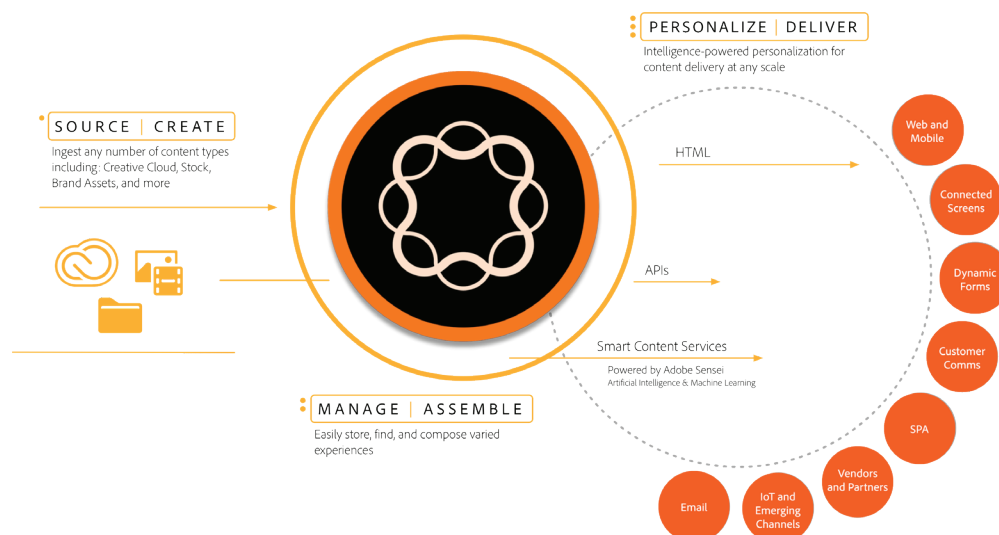 SOURCE | CREATE
Ingest any number of content types
including: Creative Cloud, Stock,
Brand Assets, and more
MANAGE | ASSEMBLE
Easily store, find, and compose varied
experiences
PERSONALIZE | DELIVER
Intelligence-powered personalization for
content delivery at any scale
HTML
APIs
Smart Content Services
Powered by Adobe Sensei
Artificial Intelligence & Machine Learning
Web and
Mobile
Connected
Screens
Dynamic
Forms
Customer
Comms
SPA
Vendors
and Partners
IoT and
Emerging
Channels
Email